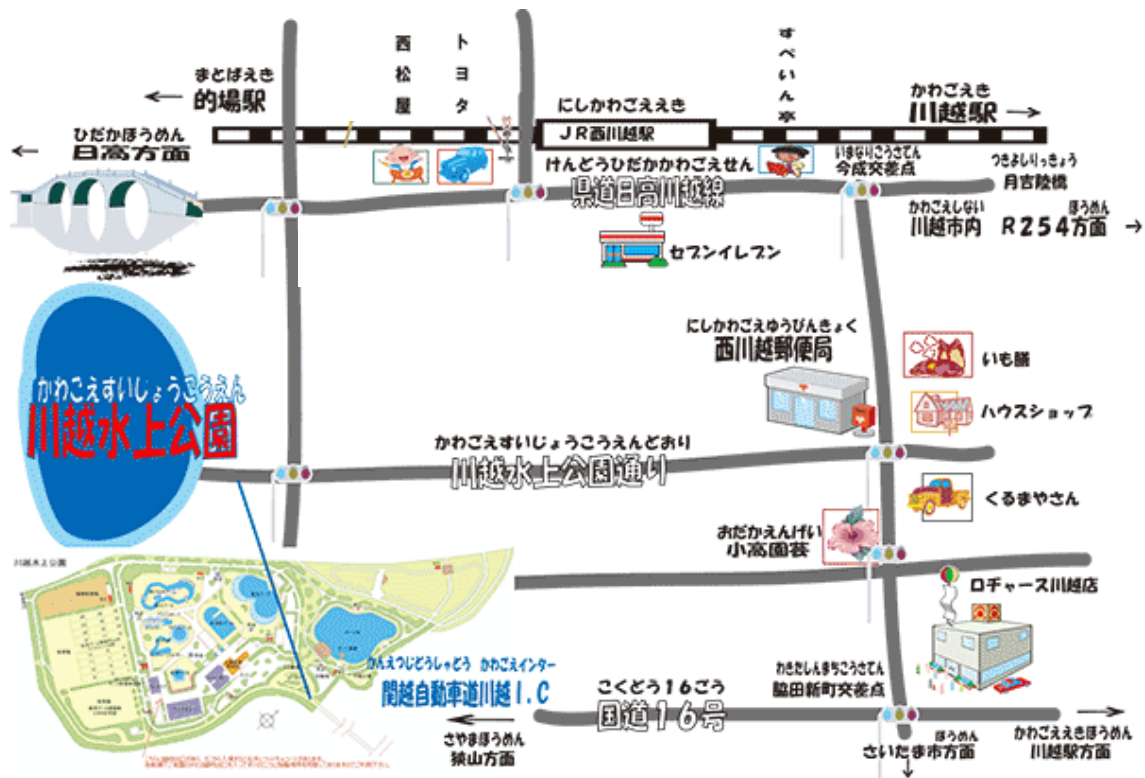 西松屋
トヨタ
すぺいん亭
まとばえき
的場駅
かわごえき
川越駅
にしかわごええき
JR西川越駅
ひだかほうめん
日高方面
けんどうひだかかわごえせん
県道日高川越線
いまなりこうさてん
今成交差点
つきよしりっきょう
月吉陸橋
かわごえしない
川越市内
ほうめん
R254方面
セブンイレブン
にしかわごえゆうびんきょく
西川越郵便局
いも膳
ハウスショップ
かわごえすいじょうこうえん
川越水上公園
かわごえすいじょうこうえんどおり
川越水上公園通り
くるまやさん
おだかえんげい
小高園芸
川越水上公園
ロヂャース川越店
かんえつじどうしゃどう かわごえインター
関越自動車道川越I.C
わきだしんまちこうさてん
脇田新町交差点
こくどう16ごう
国道16号
さやまほうめん
狭山方面
ほうめん
さいたま市方面
かわごええきほうめん
川越駅方面